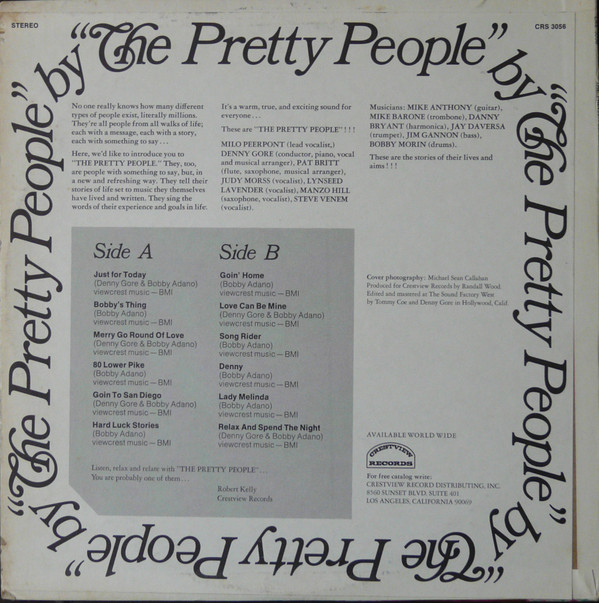 STEREO
CRS 3056
by "The Pretty People"
by "The Pretty People"
by "The Pretty People"
by "The Pretty People"
No one really knows how many different
types of people exist, literally millions.
They're all people from all walks of life;
each with a message, each with a story,
each with something to say . . .
Here, we'd like to introduce you to
"THE PRETTY PEOPLE." They, too,
are people with something to say, but, in
a new and refreshing way. They tell their
stories of life set to music they themselves
have lived and written. They sing the
words of their experience and goals in life.
It's a warm, true, and exciting sound for
everyone . . .
These are "THE PRETTY PEOPLE" ! ! !
MILO PEERPONT (lead vocalist,)
DENNY GORE (conductor, piano, vocal
and musical arranger), PAT BRITT
(flute, saxophone, musical arranger),
JUDY MORSS (vocalist), LYNSEED
LAVENDER (vocalist), MANZO HILL
(saxophone, vocalist), STEVE VENEM
(vocalist).
Musicians: MIKE ANTHONY (guitar),
MIKE BARONE (trombone), DANNY
BRYANT (harmonica), JAY DAVERSA
(trumpet), JIM GANNON (bass),
BOBBY MORIN (drums).
These are the stories of their lives and
aims ! ! !
Side A
Just for Today
(Denny Gore & Bobby Adano)
viewcrest music — BMI
Bobby's Thing
(Bobby Adano)
viewcrest music — BMI
Merry Go Round Of Love
(Denny Gore & Bobby Adano)
viewcrest music — BMI
80 Lower Pike
(Bobby Adano)
viewcrest music — BMI
Goin To San Diego
(Denny Gore & Bobby Adano)
viewcrest music — BMI
Hard Luck Stories
(Bobby Adano)
viewcrest music — BMI
Side B
Goin' Home
(Bobby Adano)
viewcrest music — BMI
Love Can Be Mine
(Denny Gore & Bobby Adano)
viewcrest music — BMI
Song Rider
(Bobby Adano)
viewcrest music — BMI
Denny
(Bobby Adano)
viewcrest music — BMI
Lady Melinda
(Bobby Adano)
viewcrest music — BMI
Relax And Spend The Night
(Denny Gore & Bobby Adano)
viewcrest music — BMI
Listen, relax and relate with "THE PRETTY PEOPLE" . . .
You are probably one of them . . .
Robert Kelly
Crestview Records
Cover photography: Michael Sean Callahan
Produced for Crestview Records by Randall Wood.
Edited and mastered at The Sound Factory West
by Tommy Coe and Denny Gore in Hollywood, Calif.
AVAILABLE WORLD WIDE
CRESTVIEW
RECORDS
For free catalog write:
CRESTVIEW RECORD DISTRIBUTING, INC.
8560 SUNSET BLVD. SUITE 401
LOS ANGELES, CALIFORNIA 90069